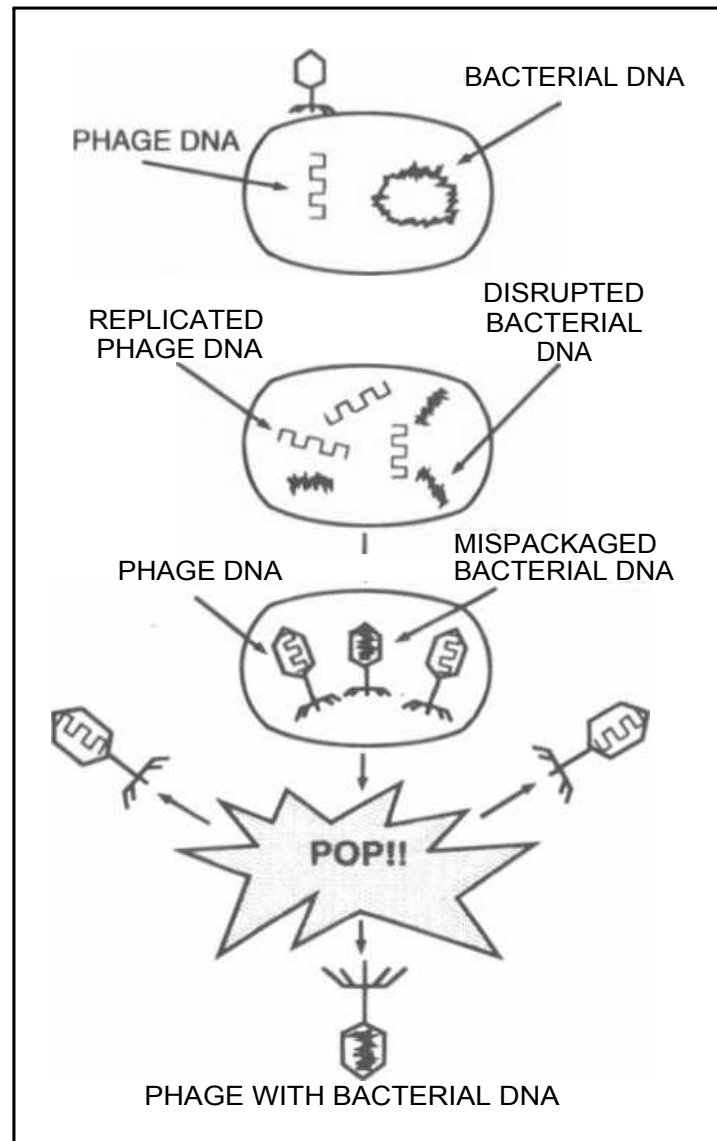 BACTERIAL DNA
PHAGE DNA
REPLICATED
PHAGE DNA
DISRUPTED
BACTERIAL
DNA
PHAGE DNA
MISPACKAGED
BACTERIAL DNA
POP!!
PHAGE WITH BACTERIAL DNA